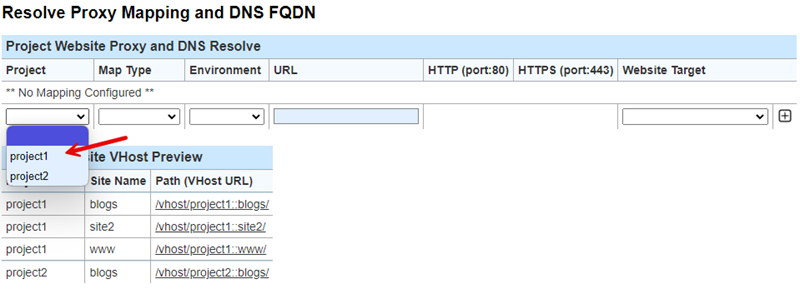 Resolve Proxy Mapping and DNS FQDN
Project Website Proxy and DNS Resolve
Project Map Type Environment URL HTTP (port:80) HTTPS (port:443) Website Target
** No Mapping Configured **
project1
project2
site VHost Preview
Site Name Path (VHost URL)
project1 blogs /vhost/project1::blogs/
project1 site2 /vhost/project1::site2/
project1 www /vhost/project1::www/
project2 blogs /vhost/project2::blogs/